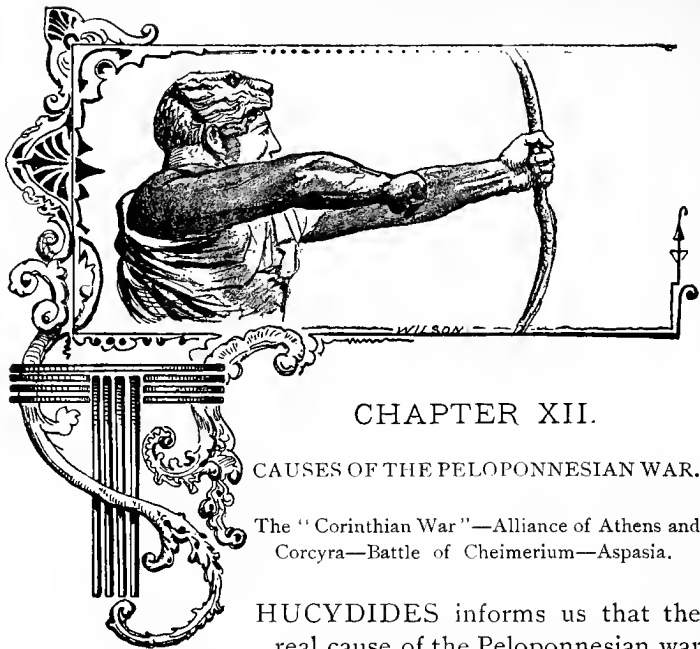 WILSON
CHAPTER XII.
CAUSES OF THE PELOPONNESIAN WAR.
The "Corinthian War"—Alliance of Athens and
Corcyra—Battle of Cheimerium—Aspasia.
THUCYDIDES informs us that the
real cause of the Peloponnesian war